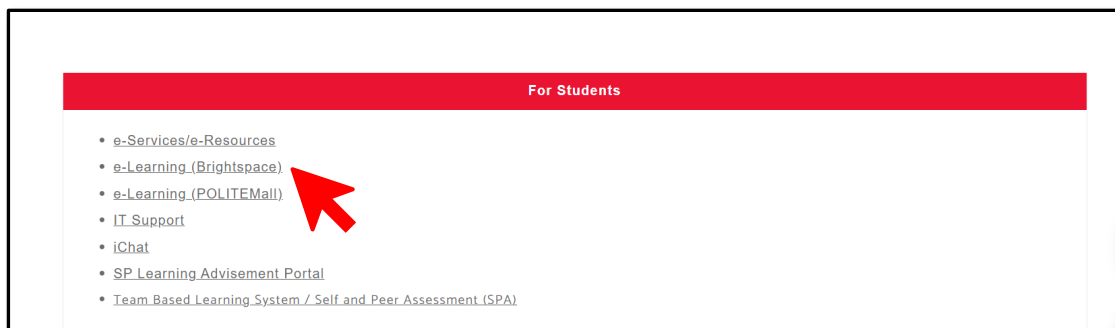 For Students
e-Services/e-Resources
e-Learning (Brightspace)
e-Learning (POLITEMall)
IT Support
iChat
SP Learning Advisement Portal
Team Based Learning System / Self and Peer Assessment (SPA)